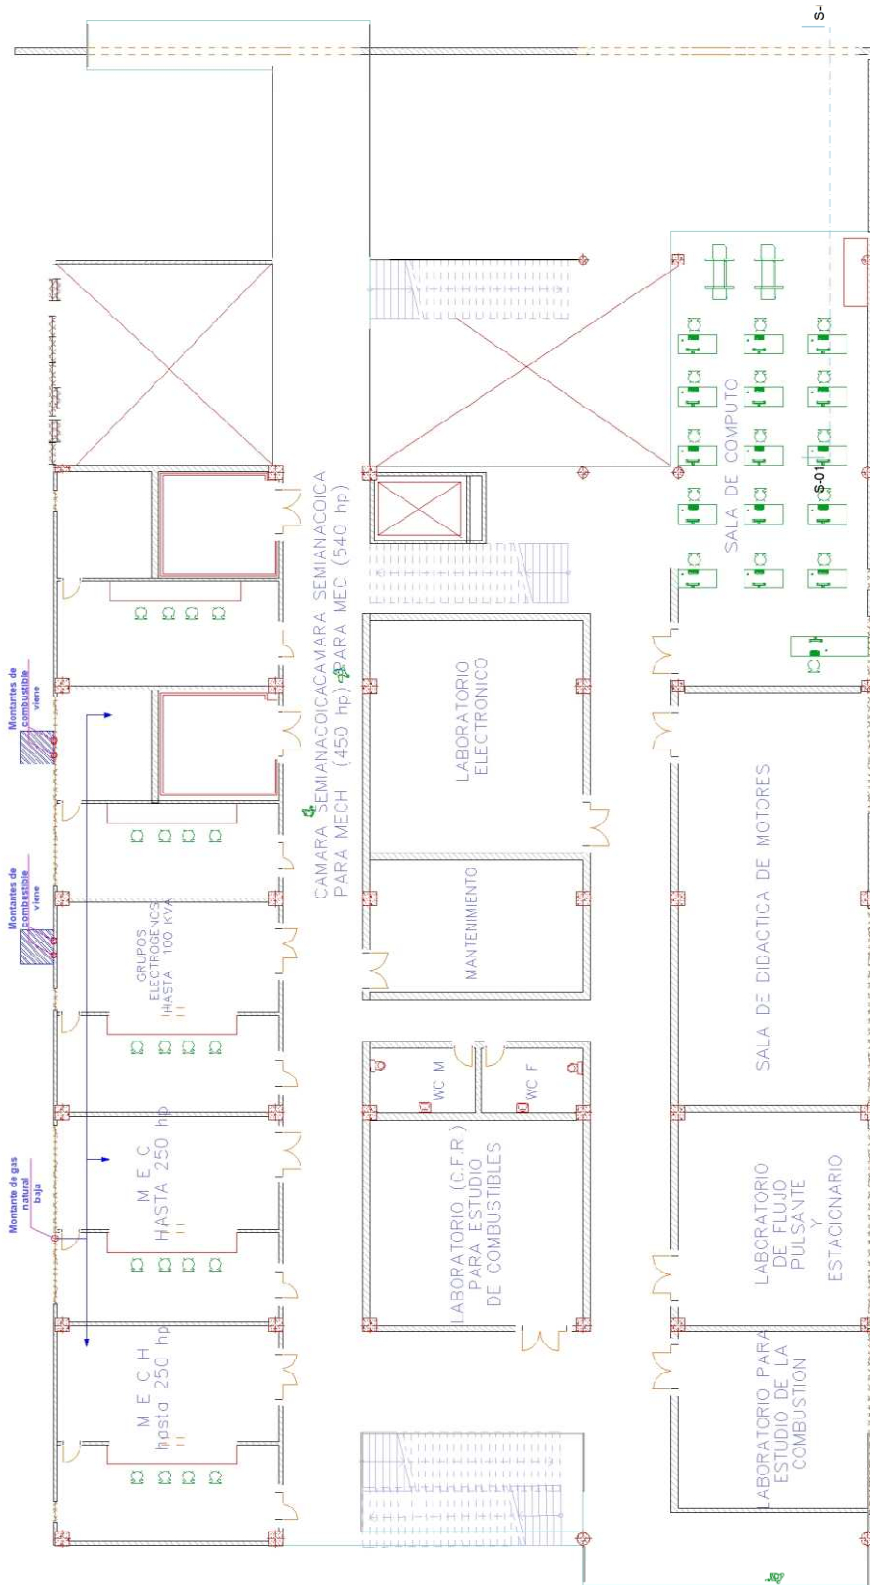 S-
S-01
SALA DE COMPUTO
CAMARA SEMIANACOICACAMARA SEMIANACOICA
PARA MECH (450 hp) PARA MEC (540 hp)
LABORATORIO
ELECTRONICO
Montartes de
combustible
viene
MANTENIMIENTO
SALA DE DIDACTICA DE MOTORES
Montantes de
combustible
viene
GRUPOS
ELECTROGENOS
HASTA 100 KVA
WC M
WC F
Montante de gas
natural
baja
M E C
HASTA 250 hp
LABORATORIO (C.F.R.)
PARA ESTUDIO
DE COMBUSTIBLES
LABORATORIO
DE FLUJO
PULSANTE
Y
ESTACIONARIO
M E C H
hasta 250 hp
LABORATORIO PARA
ESTUDIO DE LA
COMBUSTION